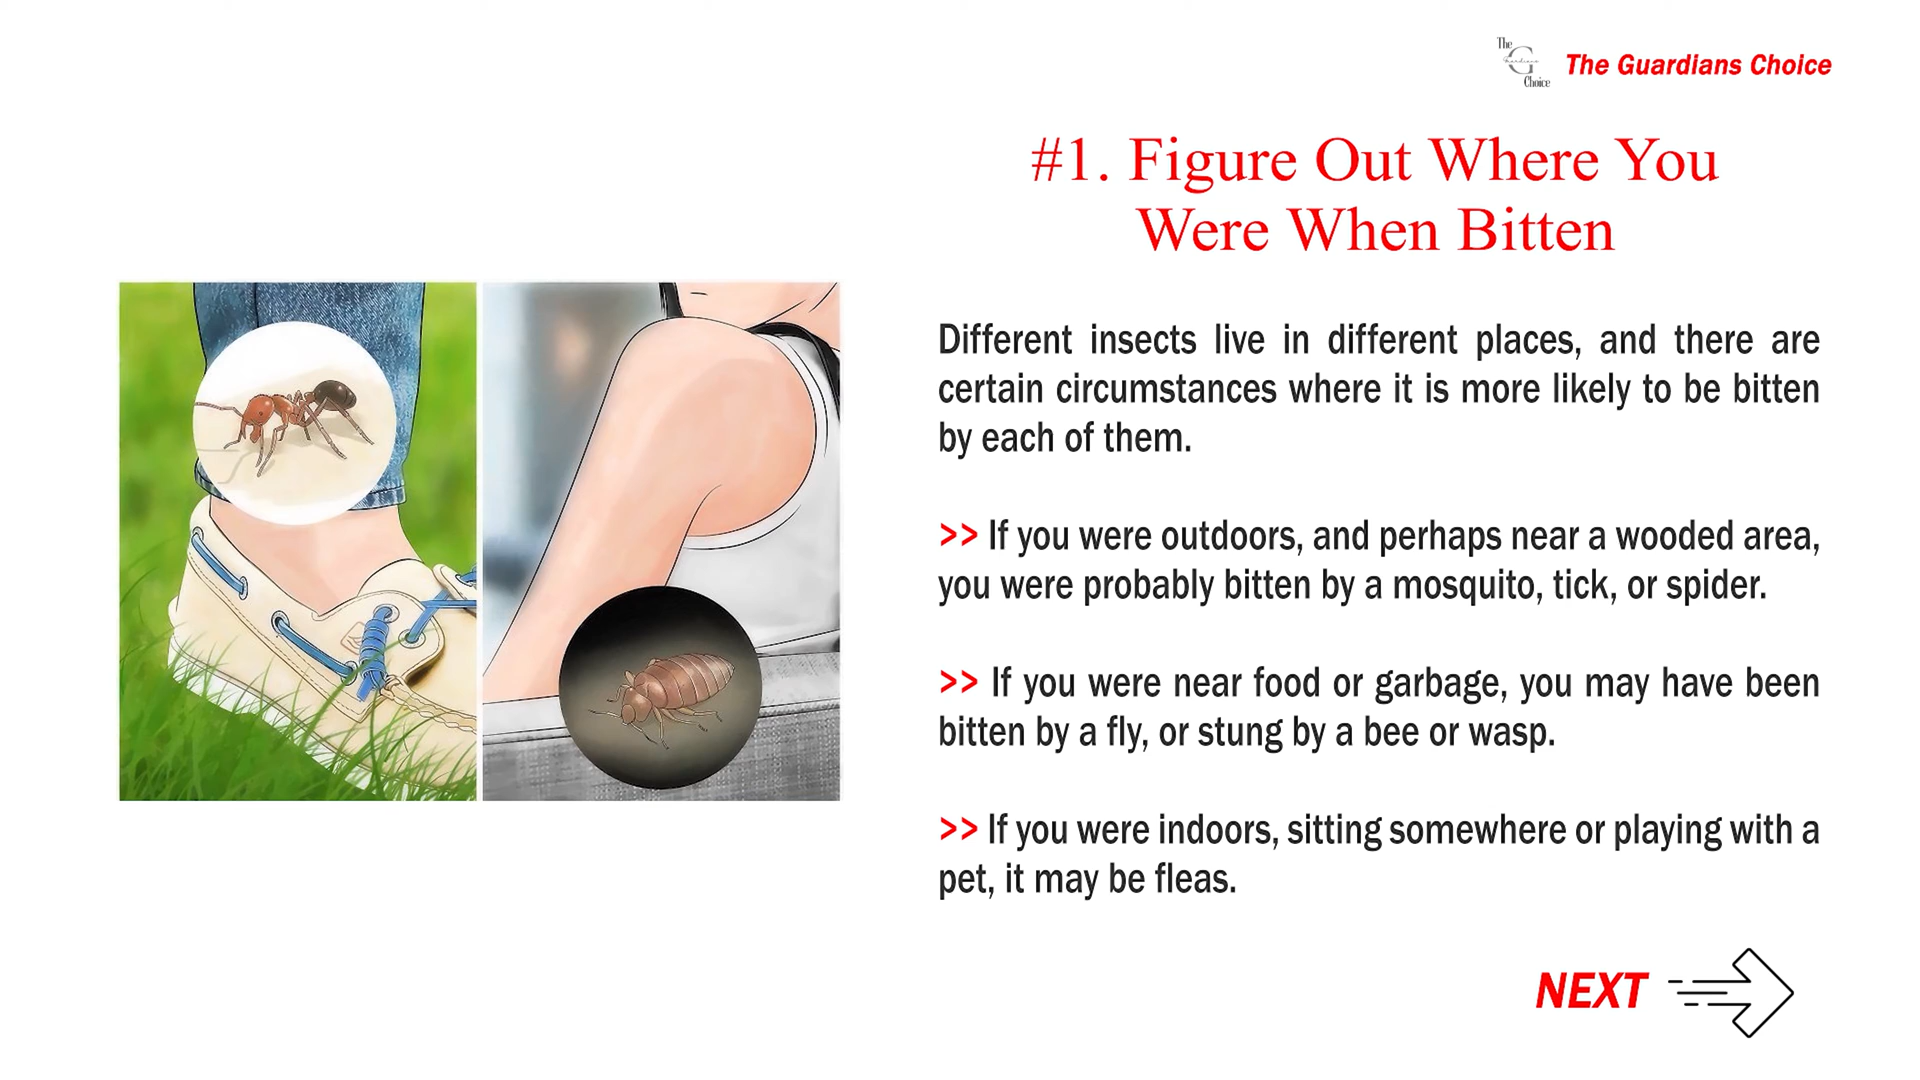 The
G
Choice
The Guardians Choice
#1. Figure Out Where You
Were When Bitten
Different insects live in different places, and there are
certain circumstances where it is more likely to be bitten
by each of them.
>> If you were outdoors, and perhaps near a wooded area,
you were probably bitten by a mosquito, tick, or spider.
>> If you were near food or garbage, you may have been
bitten by a fly, or stung by a bee or wasp.
>> If you were indoors, sitting somewhere or playing with a
pet, it may be fleas.
NEXT